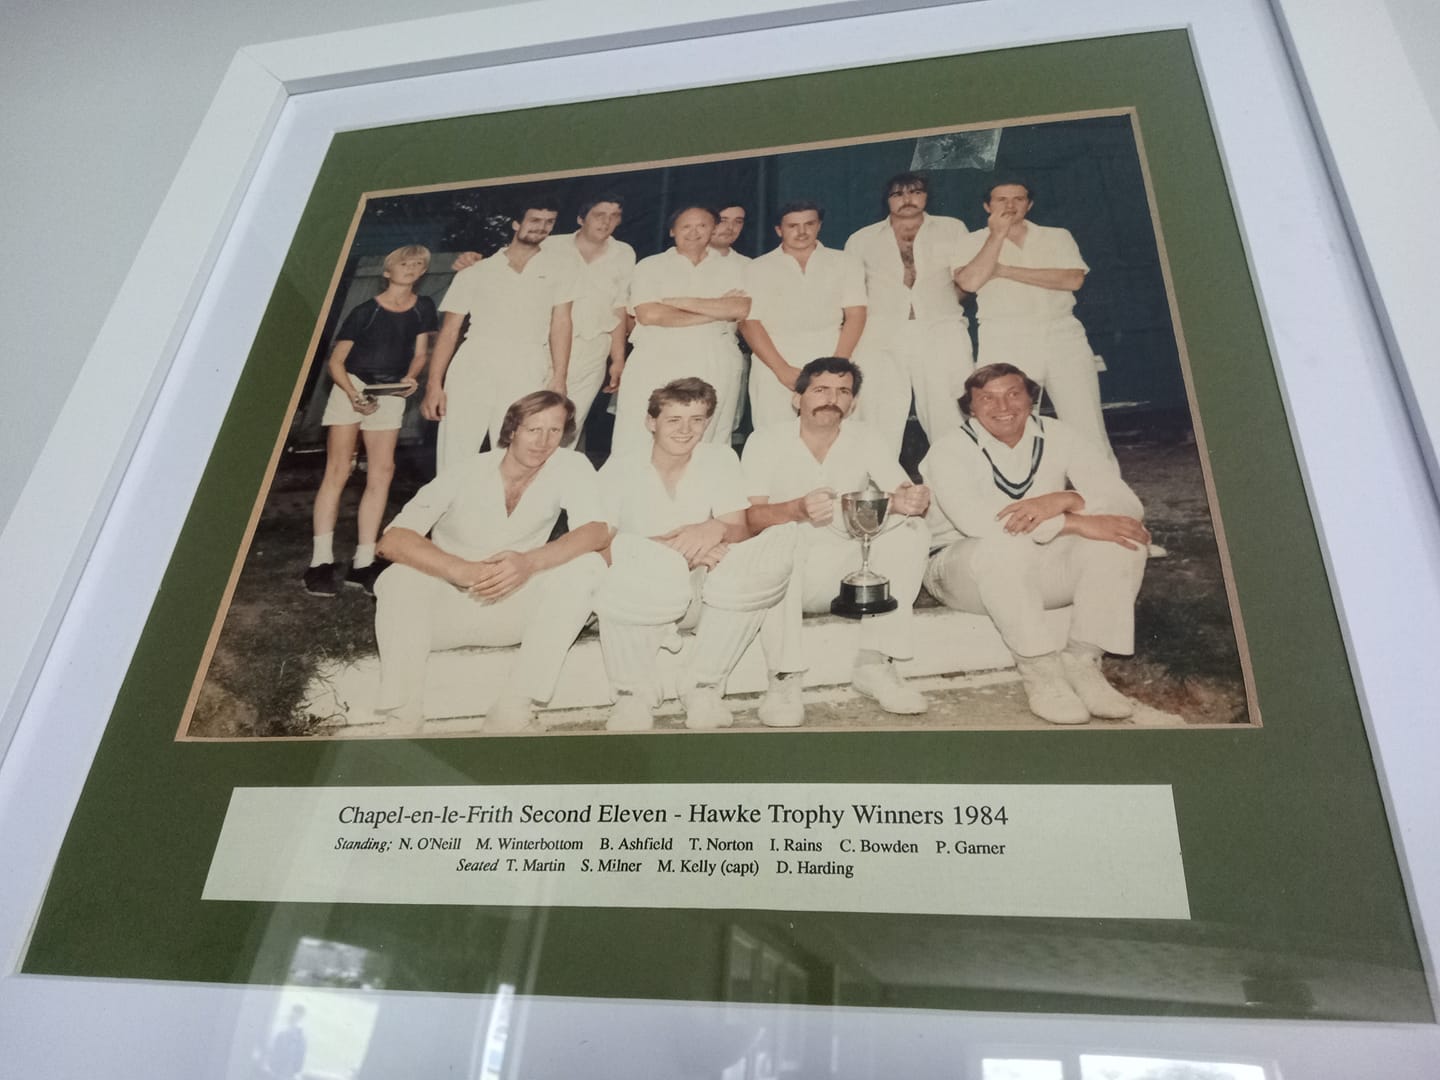 Chapel-en-le-Frith Second Eleven - Hawke Trophy Winners 1984
Standing; N. O'Neill M. Winterbottom B. Ashfield T. Norton I. Rains C. Bowden P. Garner
Seated T. Martin S. Milner M. Kelly (capt) D. Harding